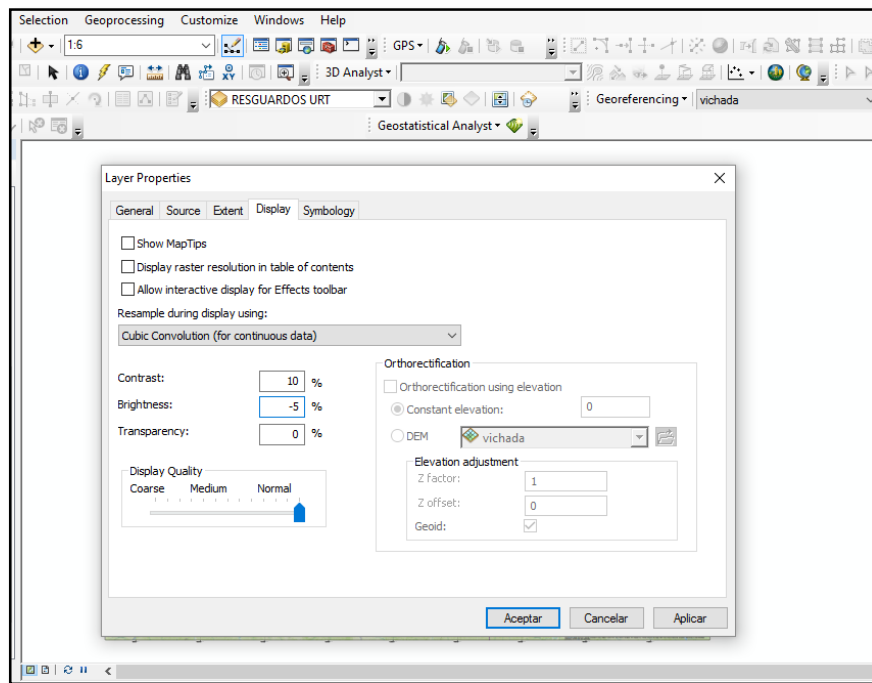 Selection Geoprocessing Customize Windows Help
1:6 GPS
3D Analyst
RESGUARDOS URT Georeferencing vichada
Geostatistical Analyst
Layer Properties
General Source Extent Display Symbology
Show MapTips
Display raster resolution in table of contents
Allow interactive display for Effects toolbar
Resample during display using:
Cubic Convolution (for continuous data)
Contrast: 10 %
Brightness: -5 %
Transparency: 0 %
Display Quality
Coarse Medium Normal
Orthorectification
Orthorectification using elevation
Constant elevation: 0
DEM vichada
Elevation adjustment
Z factor: 1
Z offset: 0
Geoid:
Aceptar Cancelar Aplicar